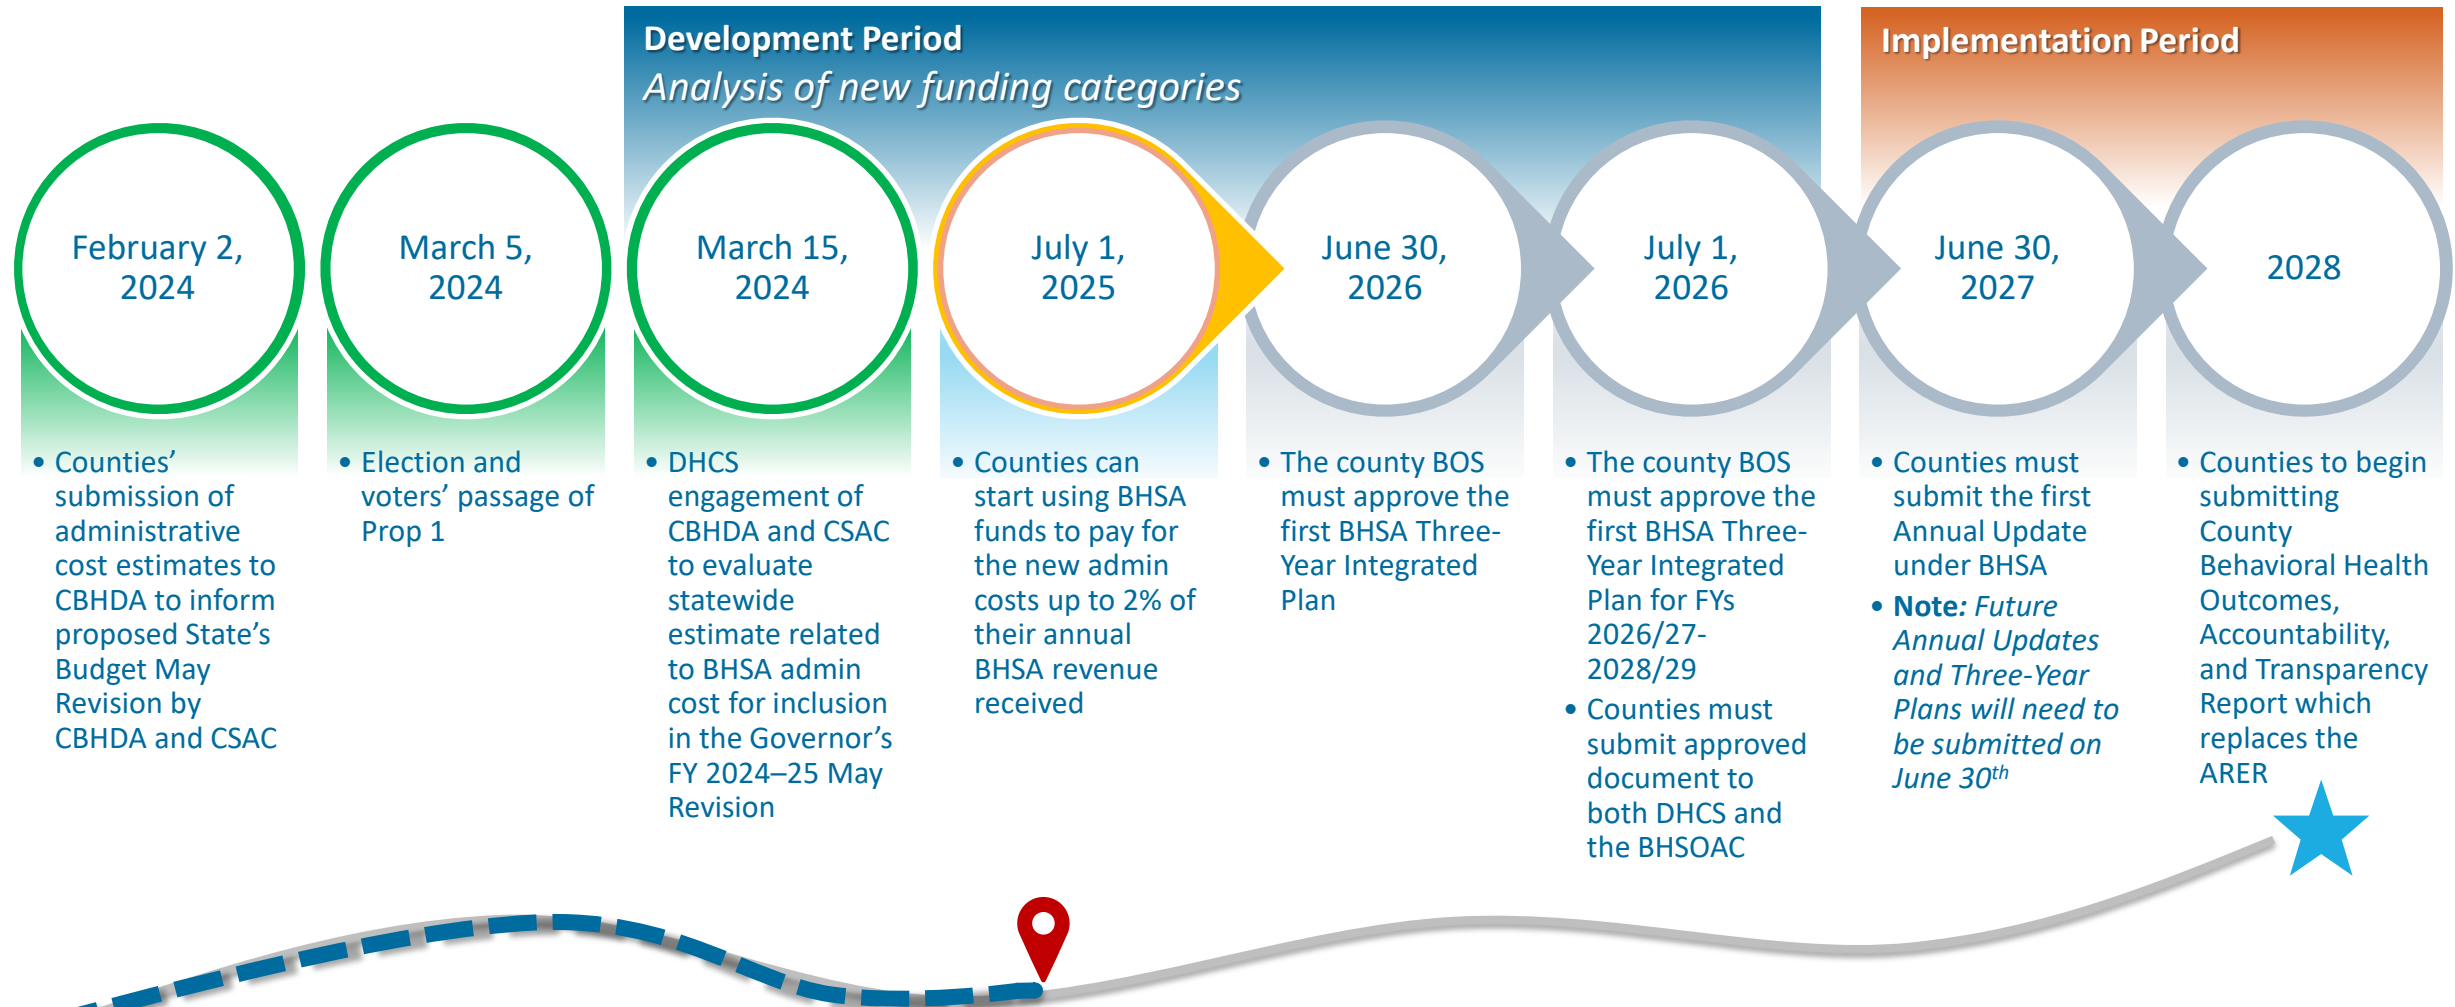 Development Period
Analysis of new funding categories
Implementation Period
February 2,
2024
• Counties’
submission of
administrative
cost estimates to
CBHDA to inform
proposed State’s
Budget May
Revision by
CBHDA and CSAC
March 5,
2024
• Election and
voters’ passage of
Prop 1
March 15,
2024
• DHCS
engagement of
CBHDA and CSAC
to evaluate
statewide
estimate related
to BHSA admin
cost for inclusion
in the Governor’s
FY 2024–25 May
Revision
July 1,
2025
• Counties can
start using BHSA
funds to pay for
the new admin
costs up to 2% of
their annual
BHSA revenue
received
June 30,
2026
• The county BOS
must approve the
first BHSA Three-
Year Integrated
Plan
July 1,
2026
• The county BOS
must approve the
first BHSA Three-
Year Integrated
Plan for FYs
2026/27-
2028/29
• Counties must
submit approved
document to
both DHCS and
the BHSOAC
June 30,
2027
• Counties must
submit the first
Annual Update
under BHSA
• Note: Future
Annual Updates
and Three-Year
Plans will need to
be submitted on
June 30th
2028
• Counties to begin
submitting
County
Behavioral Health
Outcomes,
Accountability,
and Transparency
Report which
replaces the
ARER